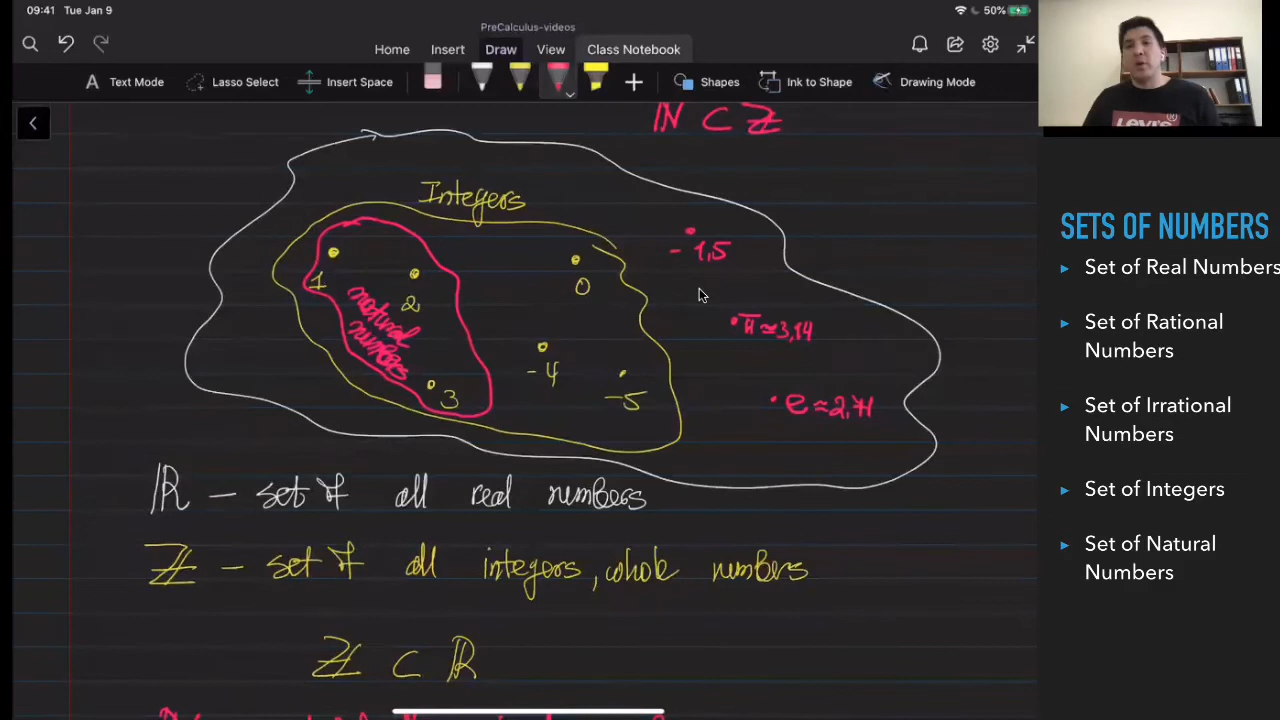 09:41 Tue Jan 9
50%
PreCalculus-videos
Home Insert Draw View Class Notebook
Text Mode Lasso Select Insert Space Shapes Ink to Shape Drawing Mode
ℕ ⊂ ℤ
Integers
-1,5
1
2
0
natural
numbers
π ≃ 3,14
-4
3
-5
e ≈ 2,71
ℝ – set of all real numbers
ℤ – set of all integers, whole numbers
ℤ ⊂ ℝ
LEVI'S
SETS OF NUMBERS
Set of Real Numbers
Set of Rational
Numbers
Set of Irrational
Numbers
Set of Integers
Set of Natural
Numbers